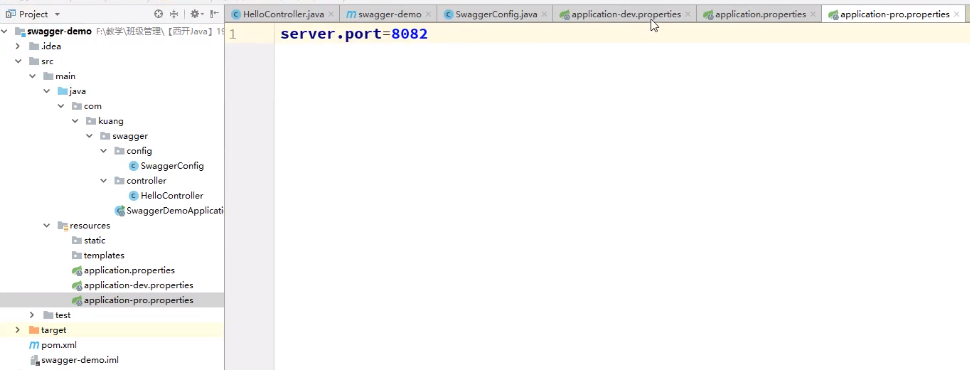 Project
HelloController.java
swagger-demo
SwaggerConfig.java
application-dev.properties
application.properties
application-pro.properties
swagger-demo F:\教学\班级管理\【西开Java】19
.idea
src
main
java
com
kuang
swagger
config
SwaggerConfig
controller
HelloController
SwaggerDemoApplicati
resources
static
templates
application.properties
application-dev.properties
application-pro.properties
test
target
pom.xml
swagger-demo.iml
1 server.port=8082